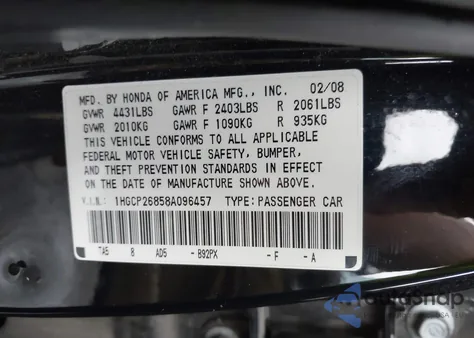 MFD. BY HONDA OF AMERICA MFG., INC. 02/08
GVWR 4431LBS GAWR F 2403LBS R 2061LBS
GVWR 2010KG GAWR F 1090KG R 935KG
THIS VEHICLE CONFORMS TO ALL APPLICABLE
FEDERAL MOTOR VEHICLE SAFETY, BUMPER,
AND THEFT PREVENTION STANDARDS IN EFFECT
ON THE DATE OF MANUFACTURE SHOWN ABOVE.
V.I.N.: 1HGCP26858A096457 TYPE: PASSENGER CAR
TA5 0 AD5 - B92PX - F - A
AutoSnap